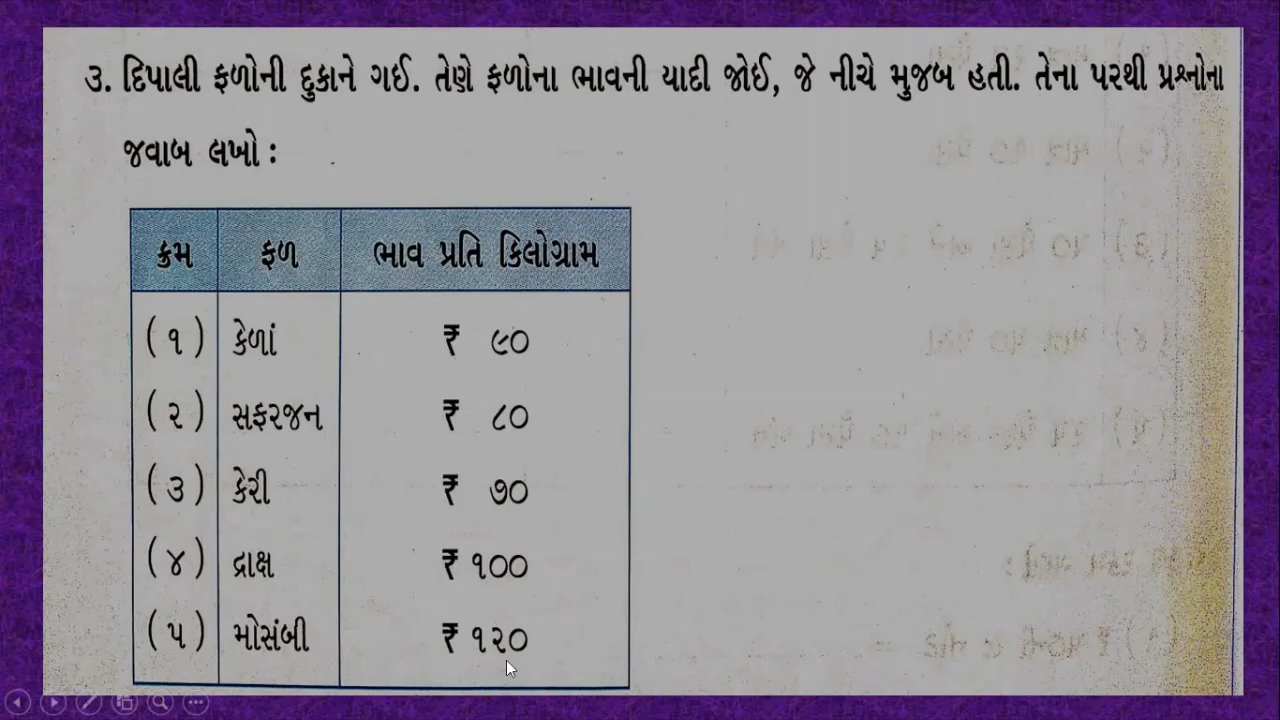 ૩. દિપાલી ફળોની દુકાને ગઈ. તેણે ફળોના ભાવની યાદી જોઈ, જે નીચે મુજબ હતી. તેના પરથી પ્રશ્નોના
જવાબ લખો :
ક્રમ ફળ ભાવ પ્રતિ કિલોગ્રામ
(૧) કેળાં ₹ ૯૦
(૨) સફરજન ₹ ૮૦
(૩) કેરી ₹ ૭૦
(૪) દ્રાક્ષ ₹ ૧૦૦
(૫) મોસંબી ₹ ૧૨૦